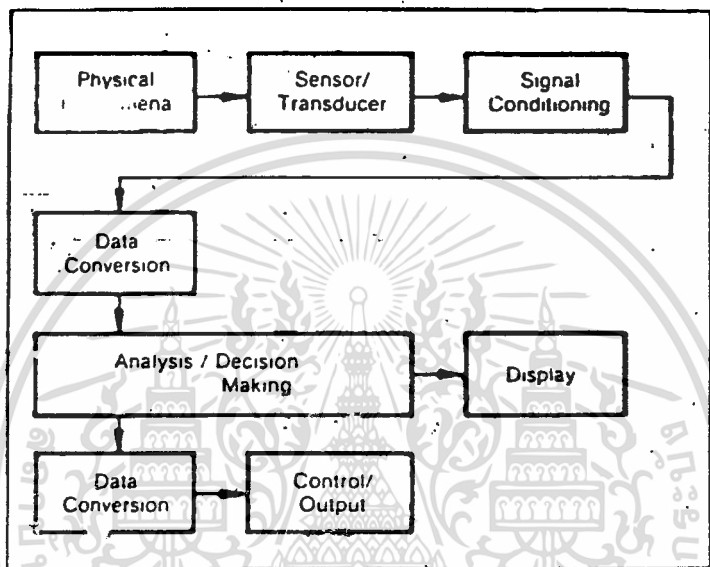 Physical
Sensor/
Transducer
Signal
Conditioning
Data
Conversion
Analysis / Decision
Making
Display
Data
Conversion
Control/
Output